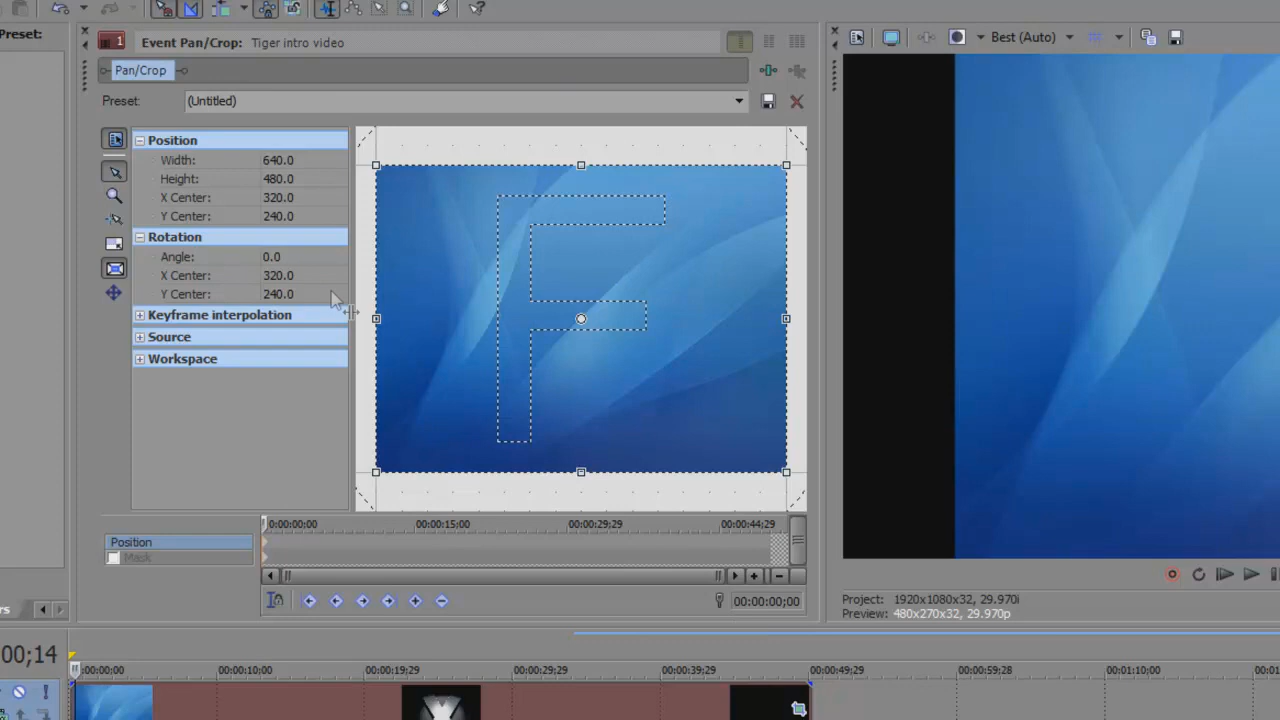 Preset:
1
Event Pan/Crop: Tiger intro video
Best (Auto)
Pan/Crop
Preset: (Untitled)
Position
Width: 640.0
Height: 480.0
X Center: 320.0
Y Center: 240.0
Rotation
Angle: 0.0
X Center: 320.0
Y Center: 240.0
Keyframe interpolation
Source
Workspace
0:00:00;00 00:00:15;00 00:00:29;29 00:00:44;29
Position
Mask
00:00:00;00
Project: 1920x1080x32, 29.970i
Preview: 480x270x32, 29.970p
rs
00;14
:00:00;00 00:00:10;00 00:00:19;29 00:00:29;29 00:00:39;29 00:00:49;29 00:00:59;28 00:01:10;00 00:0